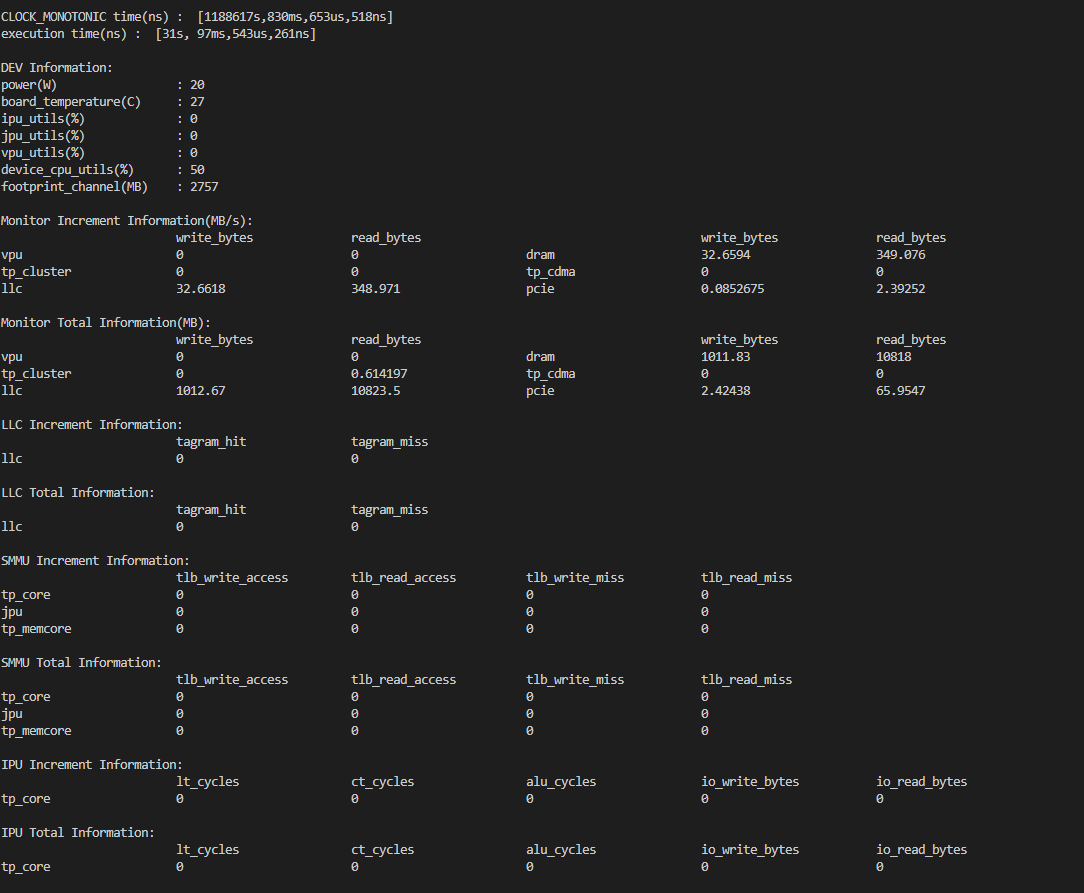 CLOCK_MONOTONIC time(ns) :  [1188617s,830ms,653us,518ns]
execution time(ns) :  [31s, 97ms,543us,261ns]
DEV Information:
power(W) : 20
board_temperature(C) : 27
ipu_utils(%) : 0
jpu_utils(%) : 0
vpu_utils(%) : 0
device_cpu_utils(%) : 50
footprint_channel(MB) : 2757
Monitor Increment Information(MB/s):
write_bytes read_bytes write_bytes read_bytes
vpu 0 0 dram 32.6594 349.076
tp_cluster 0 0 tp_cdma 0 0
llc 32.6618 348.971 pcie 0.0852675 2.39252
Monitor Total Information(MB):
write_bytes read_bytes write_bytes read_bytes
vpu 0 0 dram 1011.83 10818
tp_cluster 0 0.614197 tp_cdma 0 0
llc 1012.67 10823.5 pcie 2.42438 65.9547
LLC Increment Information:
tagram_hit tagram_miss
llc 0 0
LLC Total Information:
tagram_hit tagram_miss
llc 0 0
SMMU Increment Information:
tlb_write_access tlb_read_access tlb_write_miss tlb_read_miss
tp_core 0 0 0 0
jpu 0 0 0 0
tp_memcore 0 0 0 0
SMMU Total Information:
tlb_write_access tlb_read_access tlb_write_miss tlb_read_miss
tp_core 0 0 0 0
jpu 0 0 0 0
tp_memcore 0 0 0 0
IPU Increment Information:
lt_cycles ct_cycles alu_cycles io_write_bytes io_read_bytes
tp_core 0 0 0 0 0
IPU Total Information:
lt_cycles ct_cycles alu_cycles io_write_bytes io_read_bytes
tp_core 0 0 0 0 0